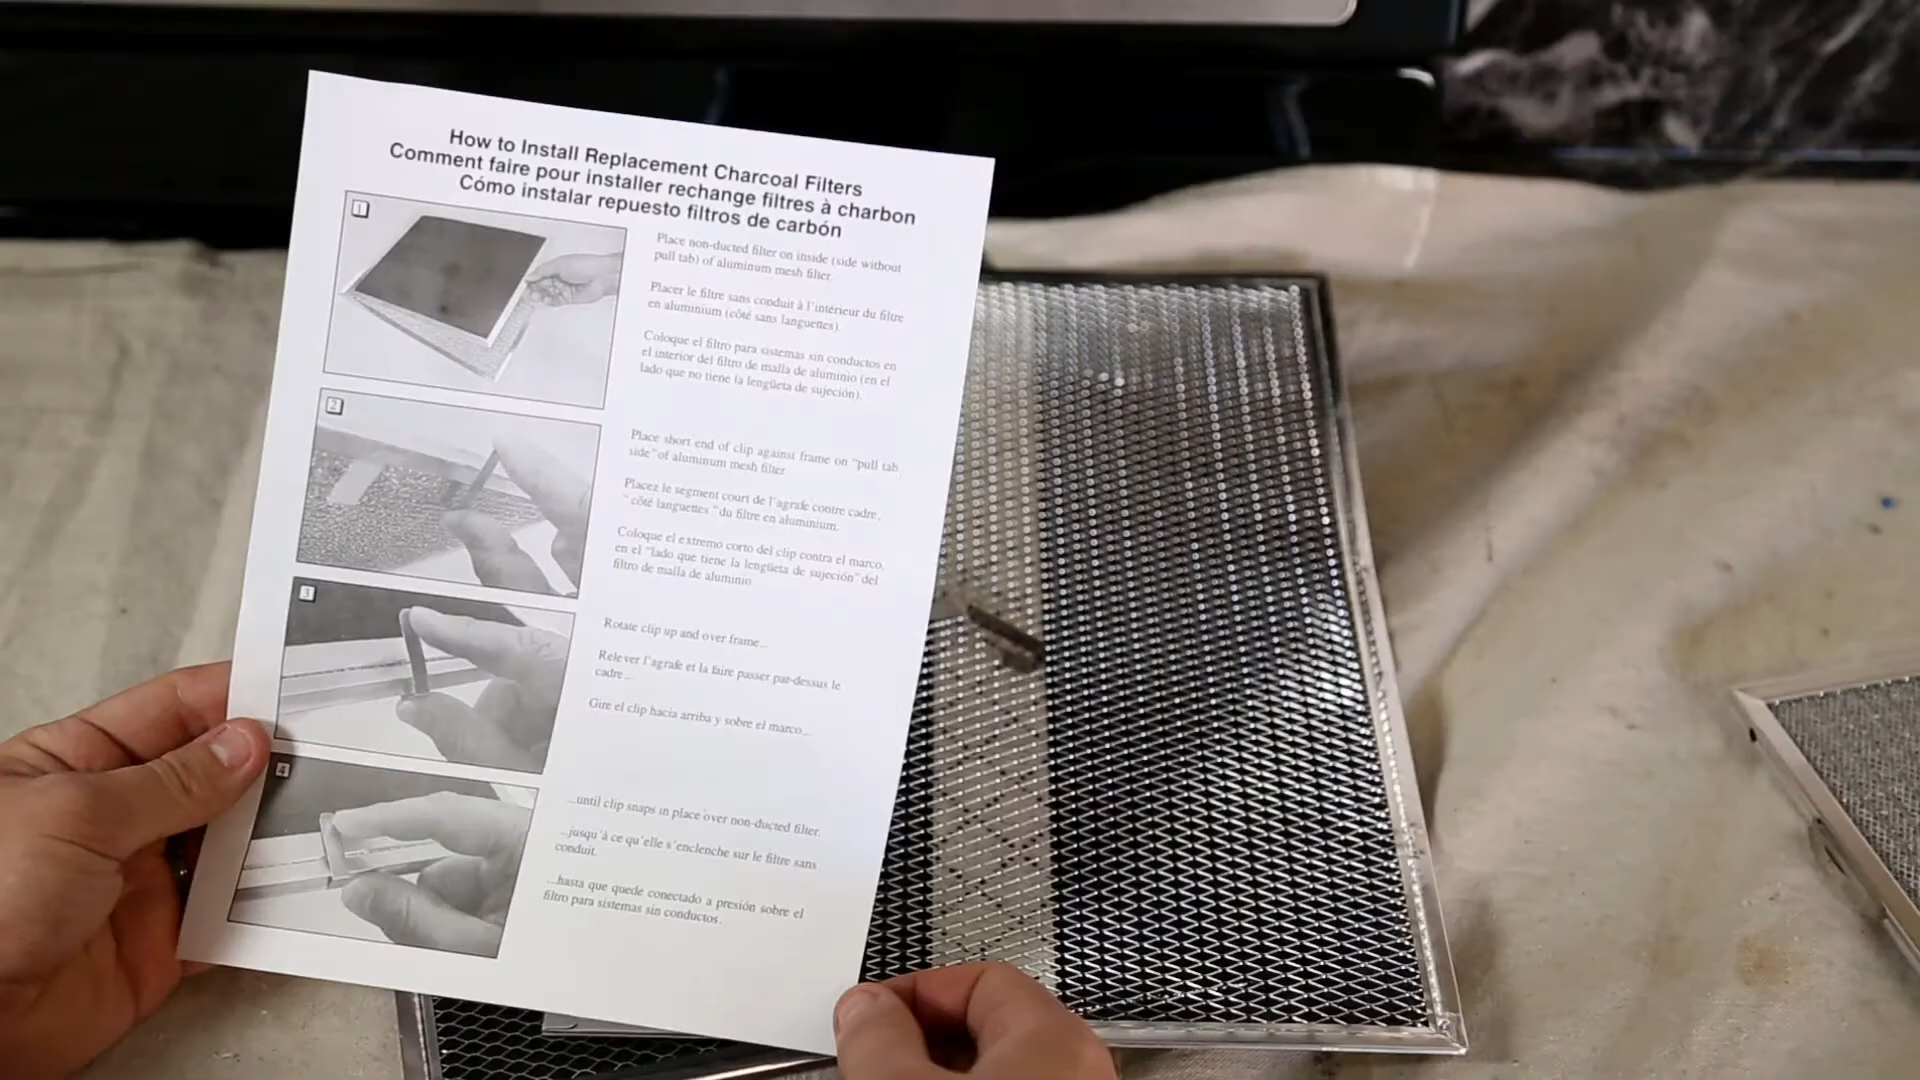 How to Install Replacement Charcoal Filters
Comment faire pour installer rechange filtres à charbon
Cómo instalar repuesto filtros de carbón
1
Place non-ducted filter on inside (side without
pull tab) of aluminum mesh filter.
Placer le filtre sans conduit à l'intérieur du filtre
en aluminium (côté sans languettes).
Coloque el filtro para sistemas sin conductos en
el interior del filtro de malla de aluminio (en el
lado que no tiene la lengüeta de sujeción).
2
Place short end of clip against frame on "pull tab
side" of aluminum mesh filter.
Placez le segment court de l'agrafe contre cadre,
"côté languettes" du filtre en aluminium.
Coloque el extremo corto del clip contra el marco,
en el "lado que tiene la lengüeta de sujeción" del
filtro de malla de aluminio
3
Rotate clip up and over frame...
Relever l'agrafe et la faire passer par-dessus le
cadre...
Gire el clip hacia arriba y sobre el marco...
4
...until clip snaps in place over non-ducted filter.
...jusqu'à ce qu'elle s'enclenche sur le filtre sans
conduit.
...hasta que quede conectado a presión sobre el
filtro para sistemas sin conductos.